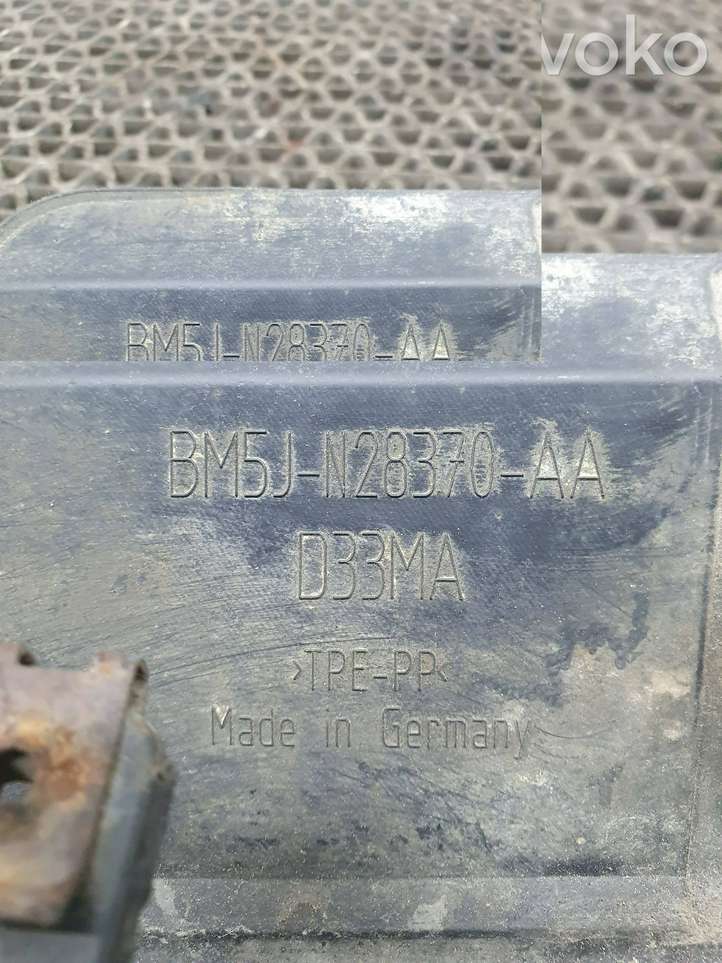 voko
BM5J-N28370-AA
BM5J-N28370-AA
D33MA
>TPE-PP<
Made in Germany